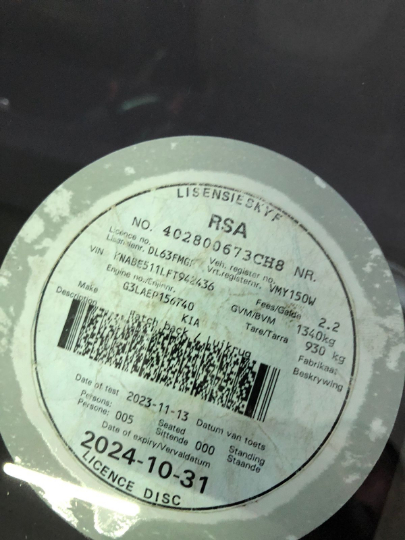 LISENSIESKYF
RSA
NO. 402800673CH8 NR.
Licence no. Veh. register no.
Lisensienr. DL63FMGP Vrt.registernr. VMY150W
VIN KNABE511LFT942436 Fees/Gelde 2.2
Engine no./Enjinnr. GVM/BVM 1340kg
G3LAEP156740 Tare/Tarra 930 kg
Make KIA Fabrikaat
Description Hatch back / Luikrug Beskrywing
Date of test 2023-11-13 Datum van toets
Persons: Seated Standing
Persone: 005 Sittende 000 Staande
Date of expiry/Vervaldatum
2024-10-31
LICENCE DISC